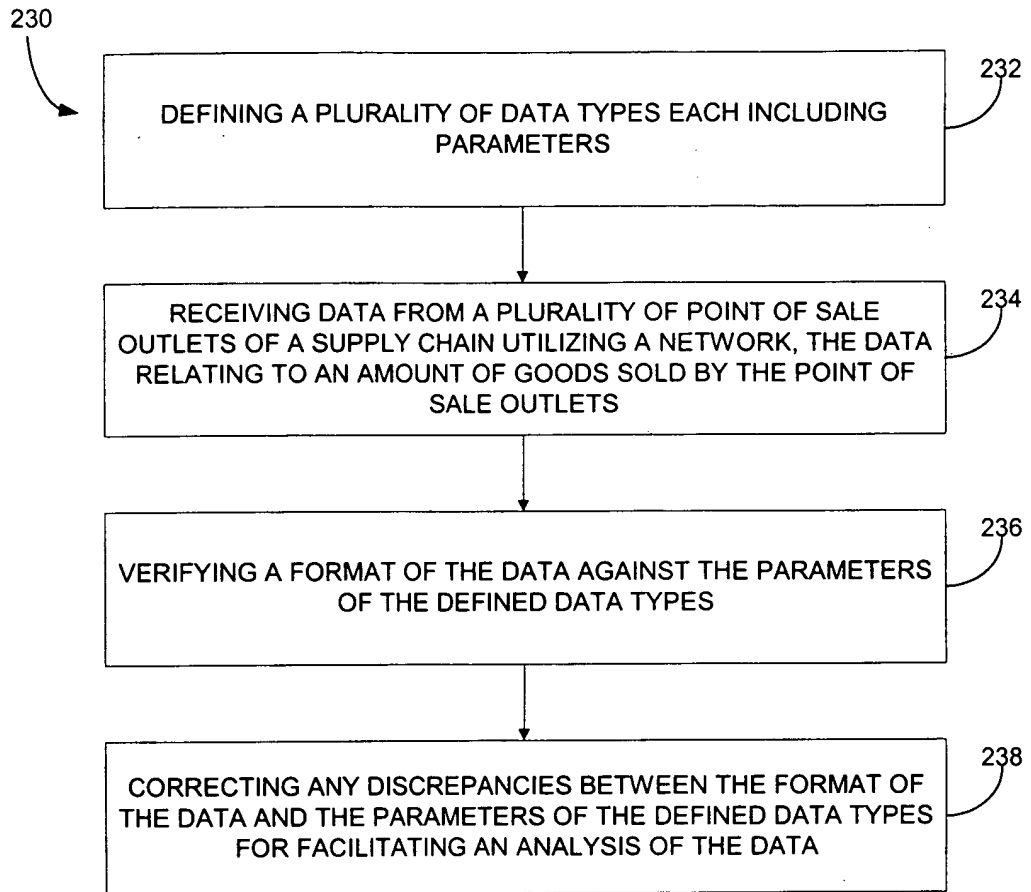 230
232
DEFINING A PLURALITY OF DATA TYPES EACH INCLUDING
PARAMETERS
234
RECEIVING DATA FROM A PLURALITY OF POINT OF SALE
OUTLETS OF A SUPPLY CHAIN UTILIZING A NETWORK, THE DATA
RELATING TO AN AMOUNT OF GOODS SOLD BY THE POINT OF
SALE OUTLETS
236
VERIFYING A FORMAT OF THE DATA AGAINST THE PARAMETERS
OF THE DEFINED DATA TYPES
238
CORRECTING ANY DISCREPANCIES BETWEEN THE FORMAT OF
THE DATA AND THE PARAMETERS OF THE DEFINED DATA TYPES
FOR FACILITATING AN ANALYSIS OF THE DATA